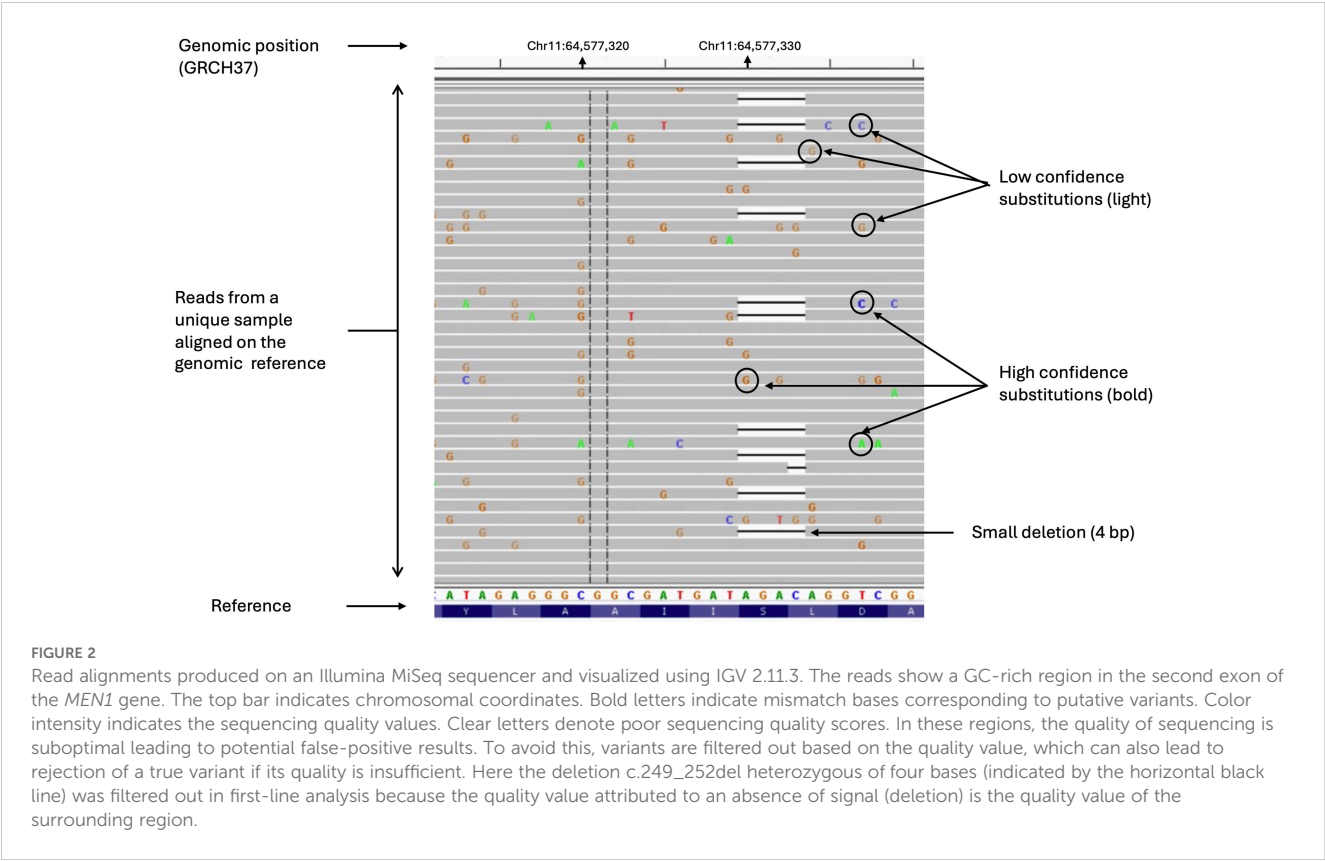 Genomic position
(GRCH37)
Chr11:64,577,320
Chr11:64,577,330
Low confidence
substitutions (light)
Reads from a
unique sample
aligned on the
genomic reference
High confidence
substitutions (bold)
Small deletion (4 bp)
Reference
A T A G A G G G C G G C G A T G A T A G A C A G G T C G G
Y L A A I I S L D A
FIGURE 2
Read alignments produced on an Illumina MiSeq sequencer and visualized using IGV 2.11.3. The reads show a GC-rich region in the second exon of
the MEN1 gene. The top bar indicates chromosomal coordinates. Bold letters indicate mismatch bases corresponding to putative variants. Color
intensity indicates the sequencing quality values. Clear letters denote poor sequencing quality scores. In these regions, the quality of sequencing is
suboptimal leading to potential false-positive results. To avoid this, variants are filtered out based on the quality value, which can also lead to
rejection of a true variant if its quality is insufficient. Here the deletion c.249_252del heterozygous of four bases (indicated by the horizontal black
line) was filtered out in first-line analysis because the quality value attributed to an absence of signal (deletion) is the quality value of the
surrounding region.